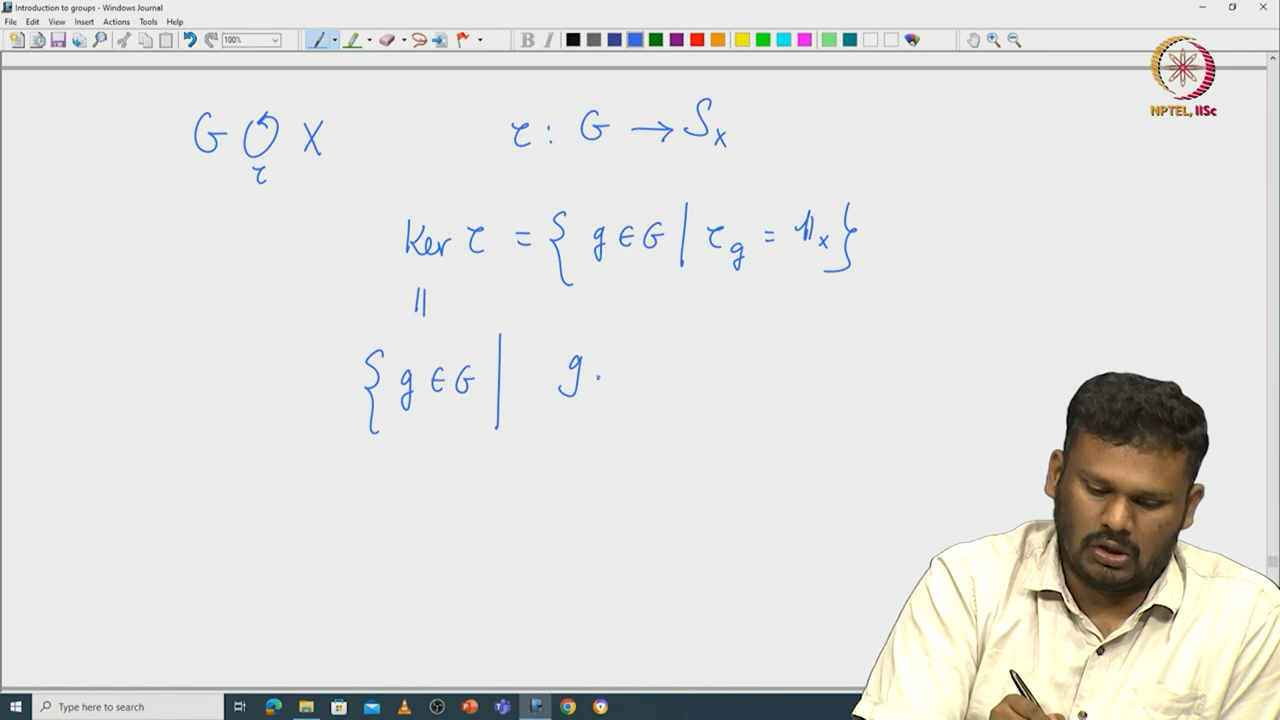 Introduction to groups - Windows Journal
File Edit View Insert Actions Tools Help
100%
B I
NPTEL, IISc
G ↺ X τ : G → S_X
τ
Ker τ = { g ∈ G | τ_g = 𝟙_X }
||
{ g ∈ G | g ·
Type here to search